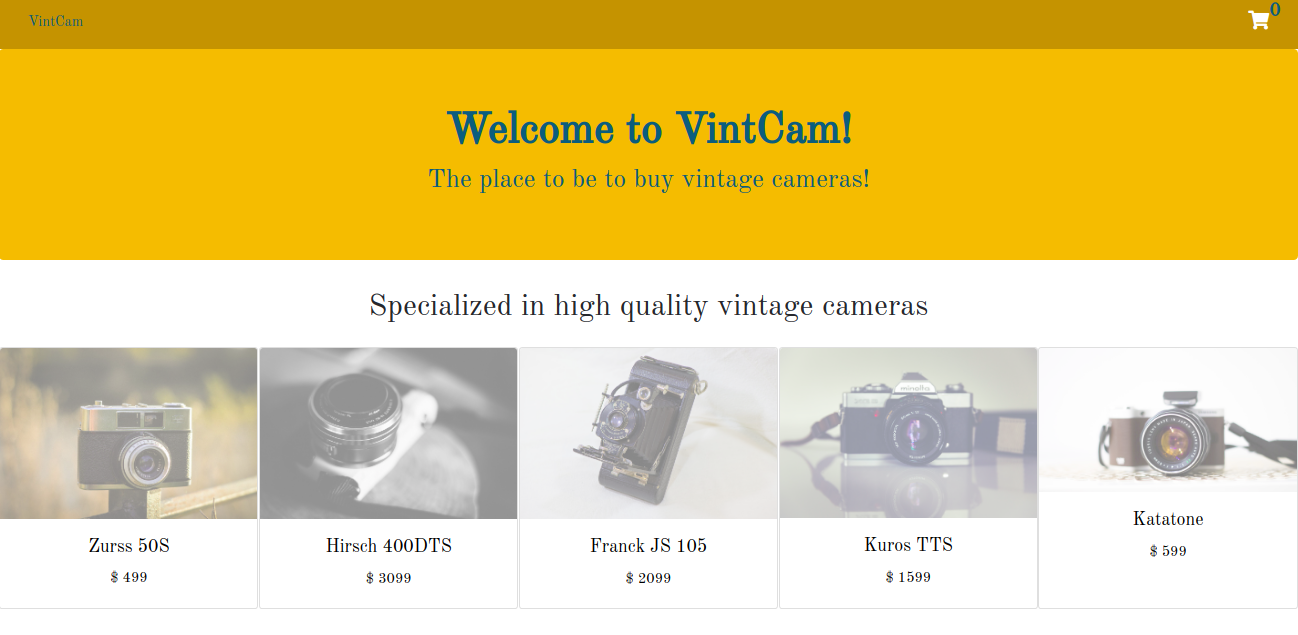 VintCam
0
Welcome to VintCam!
The place to be to buy vintage cameras!
Specialized in high quality vintage cameras
minolta
Zurss 50S
Hirsch 400DTS
Franck JS 105
Kuros TTS
Katatone
$ 499
$ 3099
$ 2099
$ 1599
$ 599